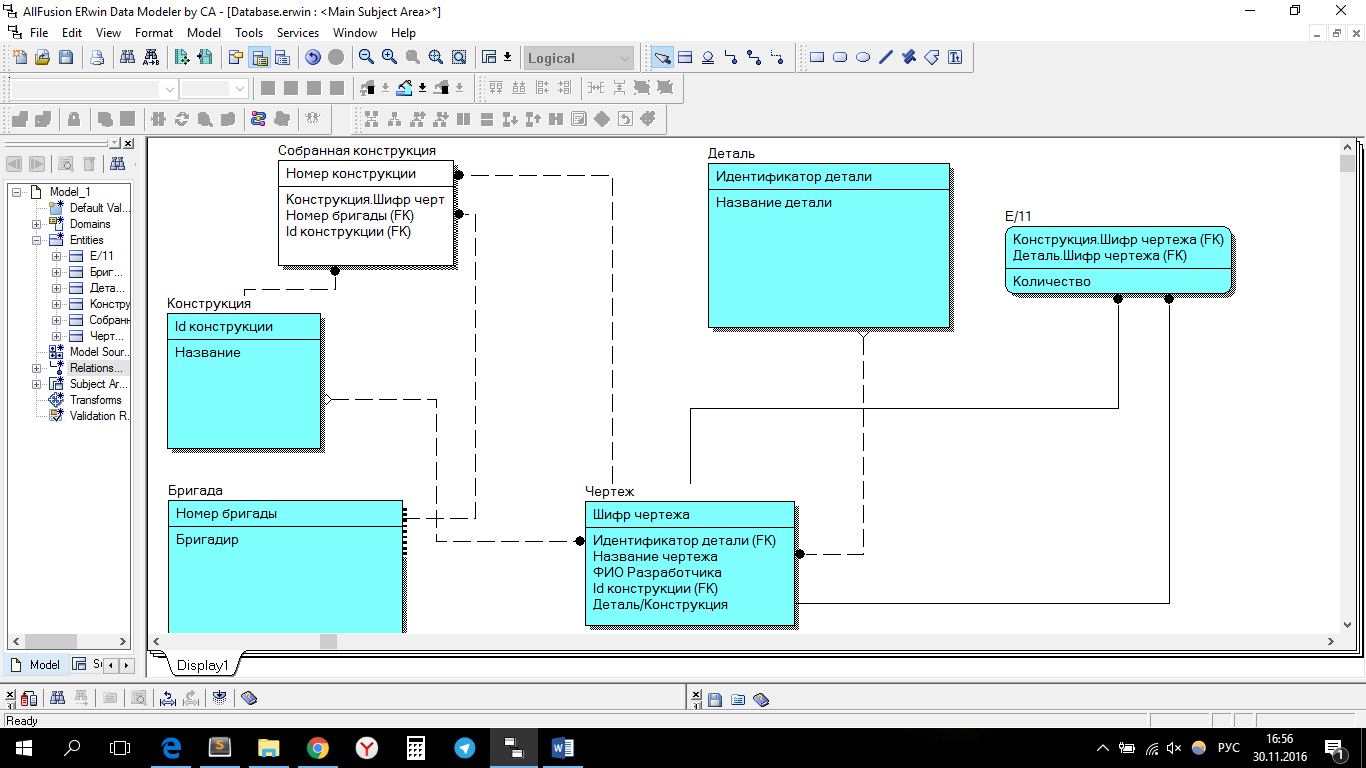 AllFusion ERwin Data Modeler by CA - [Database.erwin : <Main Subject Area>*]
File Edit View Format Model Tools Services Window Help
Logical
Model_1
Default Val...
Domains
Entities
E/11
Бриг...
Дета...
Констру
Собранн
Черт...
Model Sour...
Relations...
Subject Ar...
Transforms
Validation R...
Model
Собранная конструкция
Номер конструкции
Конструкция.Шифр черт
Номер бригады (FK)
Id конструкции (FK)
Деталь
Идентификатор детали
Название детали
E/11
Конструкция.Шифр чертежа (FK)
Деталь.Шифр чертежа (FK)
Количество
Конструкция
Id конструкции
Название
Бригада
Номер бригады
Бригадир
Чертеж
Шифр чертежа
Идентификатор детали (FK)
Название чертежа
ФИО Разработчика
Id конструкции (FK)
Деталь/Конструкция
Display1
Ready
РУС
16:56
30.11.2016
1